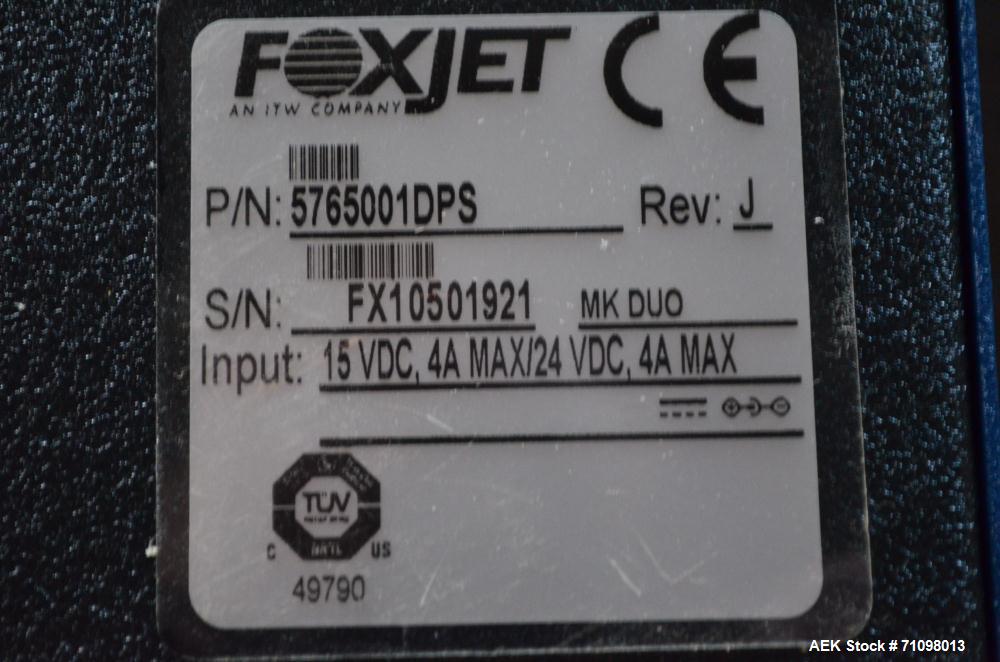 FOXJET
AN ITW COMPANY
CE
P/N: 5765001DPS Rev: J
S/N: FX10501921 MK DUO
Input: 15 VDC, 4A MAX/24 VDC, 4A MAX
TÜV
C US
49790
AEK Stock # 71098013